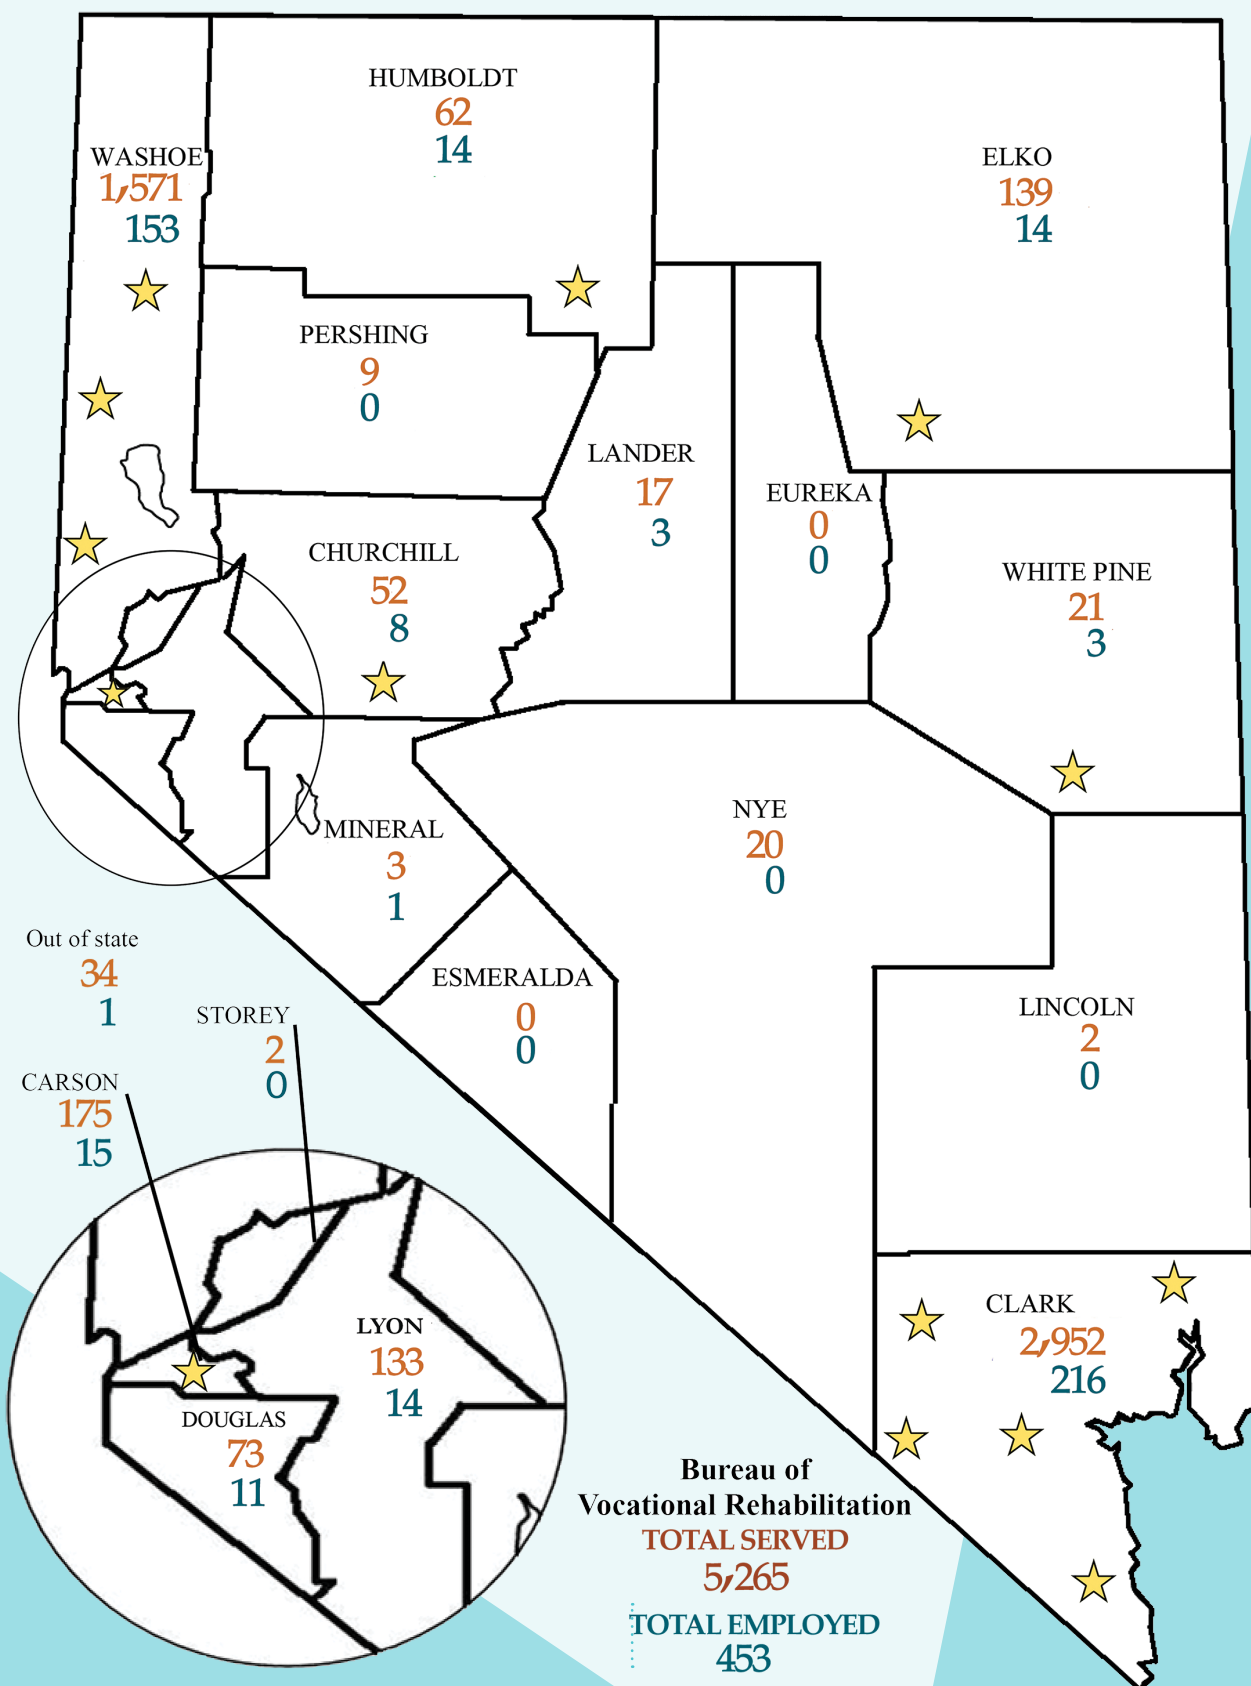 HUMBOLDT
62
14
WASHOE
1,571
153
ELKO
139
14
PERSHING
9
0
LANDER
17
3
EUREKA
0
0
CHURCHILL
52
8
WHITE PINE
21
3
NYE
20
0
MINERAL
3
1
Out of state
34
1
ESMERALDA
0
0
STOREY
2
0
LINCOLN
2
0
CARSON
175
15
CLARK
2,952
216
LYON
133
14
DOUGLAS
73
11
Bureau of
Vocational Rehabilitation
TOTAL SERVED
5,265
TOTAL EMPLOYED
453